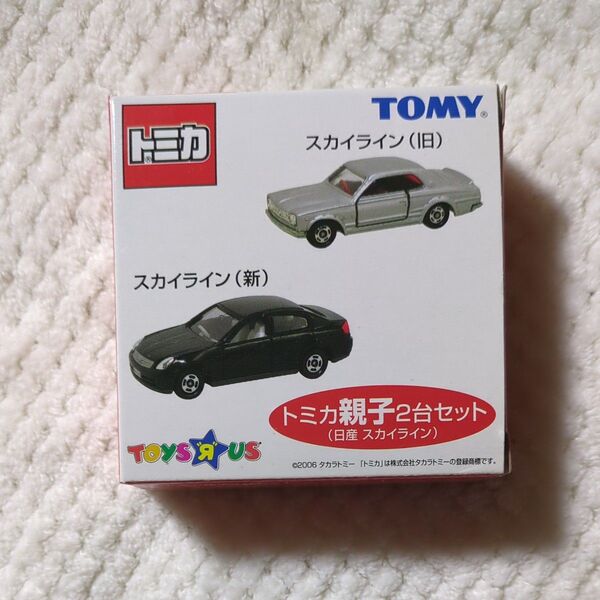 トミカ®
TOMY®
スカイライン(旧)
スカイライン(新)
トミカ親子2台セット
(日産 スカイライン)
TOYS "R" US
©2006 タカラトミー 「トミカ」は株式会社タカラトミーの登録商標です。